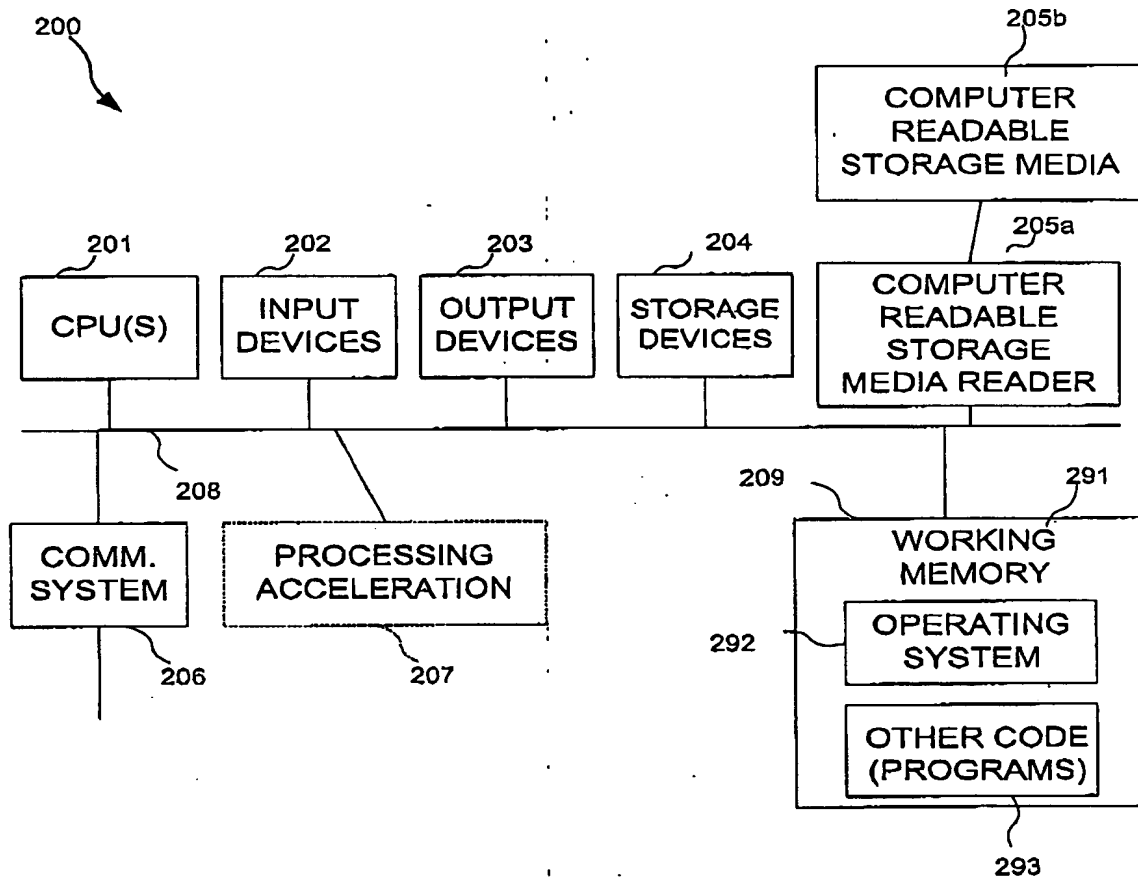 200
205b
COMPUTER
READABLE
STORAGE MEDIA
201
202
203
204
205a
CPU(S)
INPUT
DEVICES
OUTPUT
DEVICES
STORAGE
DEVICES
COMPUTER
READABLE
STORAGE
MEDIA READER
208
209
291
COMM.
SYSTEM
PROCESSING
ACCELERATION
WORKING
MEMORY
206
207
292
OPERATING
SYSTEM
OTHER CODE
(PROGRAMS)
293